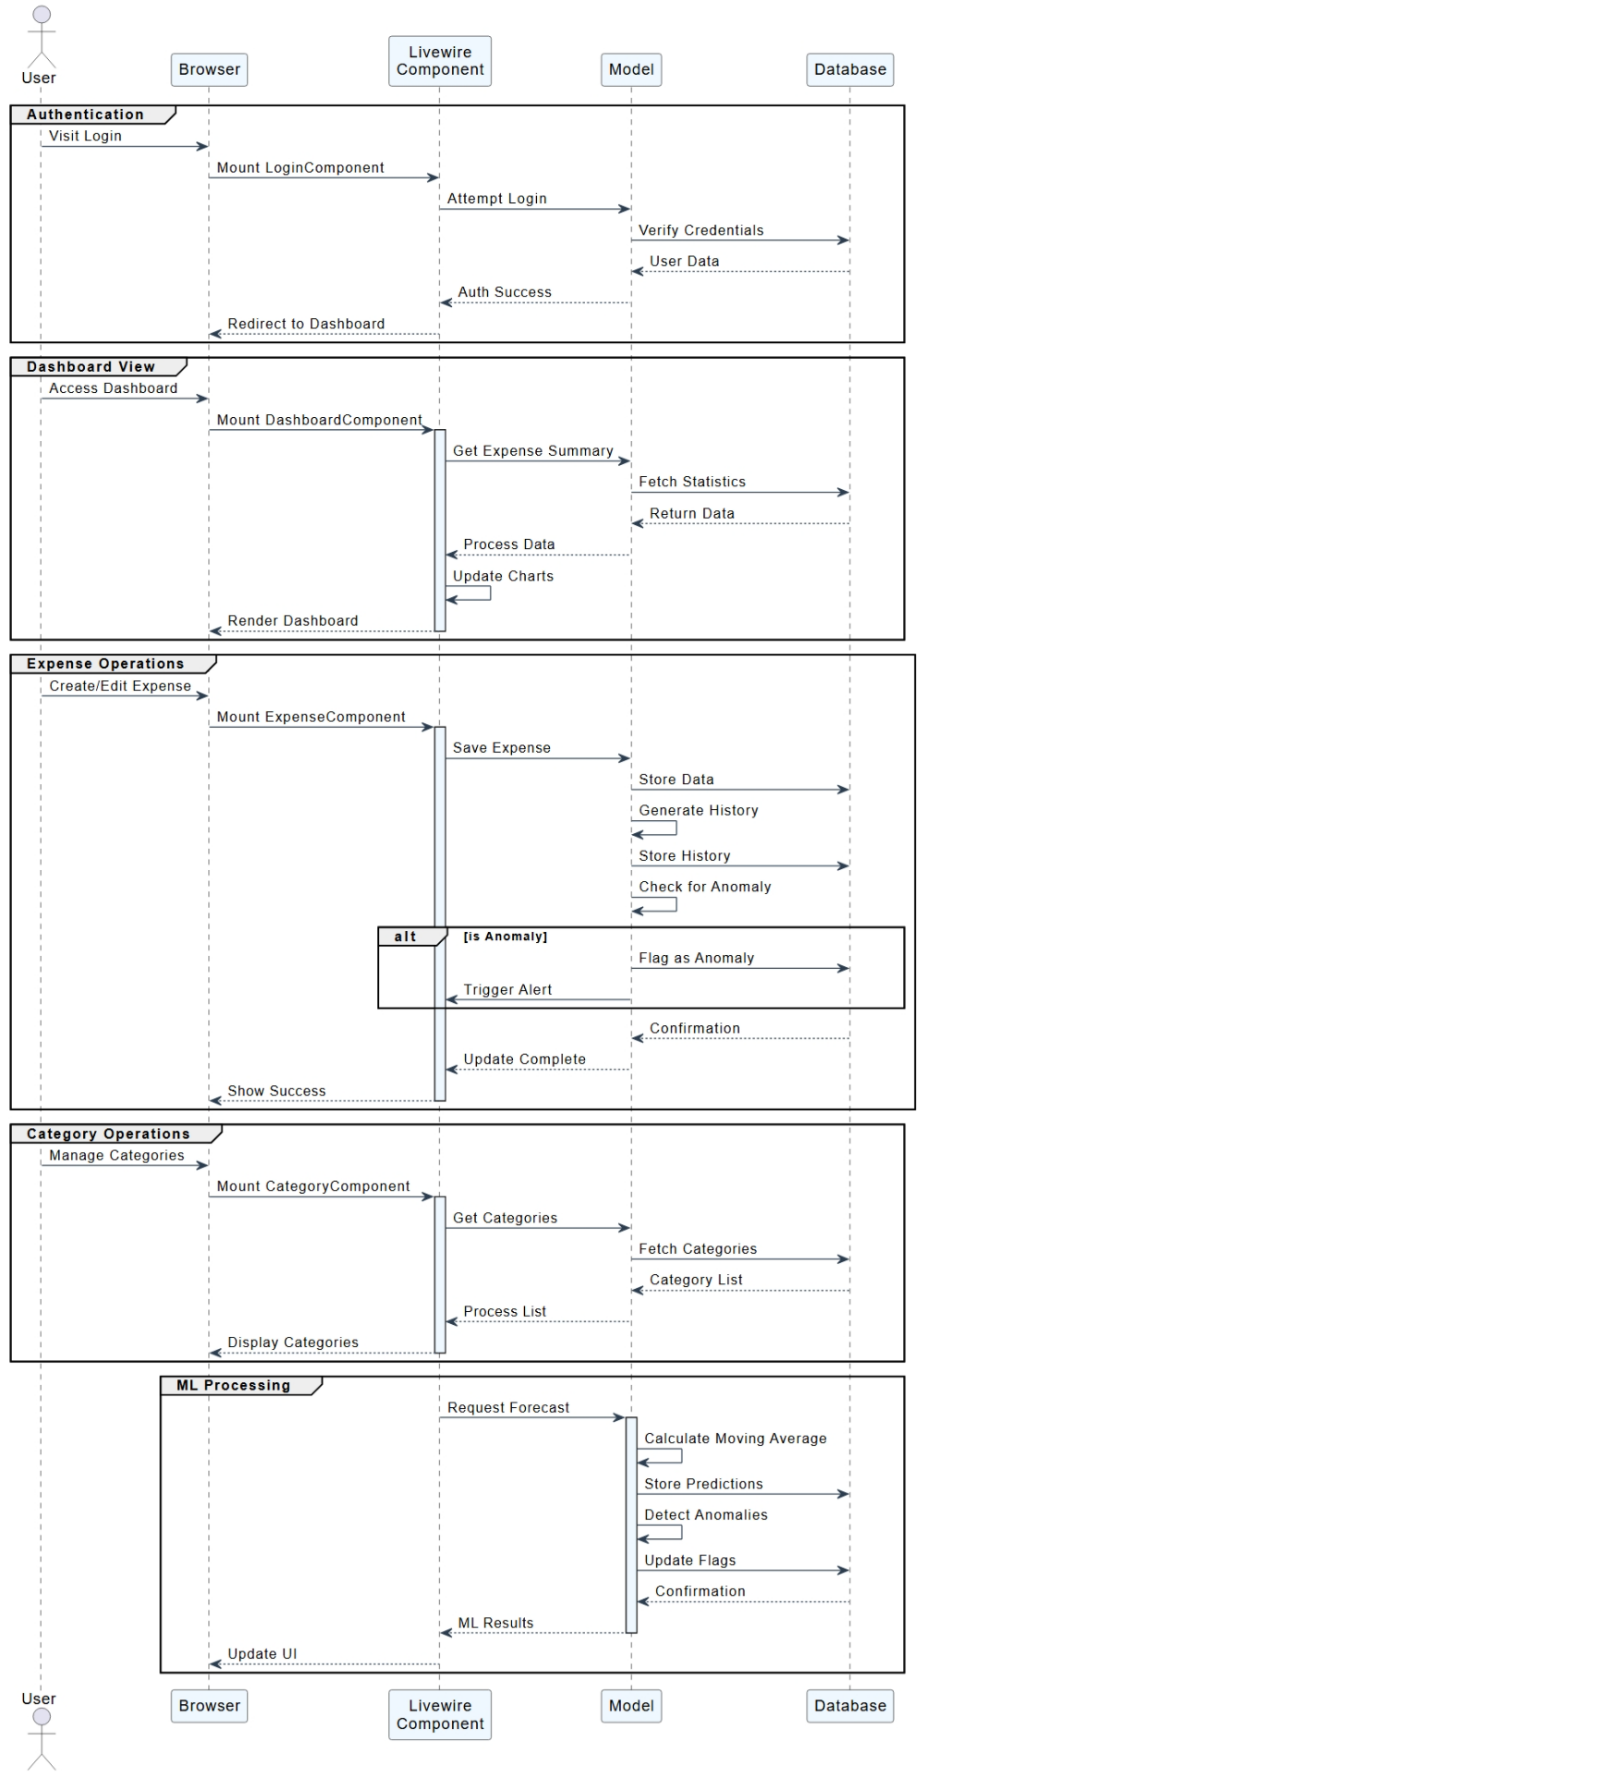 User
Browser
Livewire
Component
Model
Database
Authentication
Visit Login
Mount LoginComponent
Attempt Login
Verify Credentials
User Data
Auth Success
Redirect to Dashboard
Dashboard View
Access Dashboard
Mount DashboardComponent
Get Expense Summary
Fetch Statistics
Return Data
Process Data
Update Charts
Render Dashboard
Expense Operations
Create/Edit Expense
Mount ExpenseComponent
Save Expense
Store Data
Generate History
Store History
Check for Anomaly
alt [is Anomaly]
Flag as Anomaly
Trigger Alert
Confirmation
Update Complete
Show Success
Category Operations
Manage Categories
Mount CategoryComponent
Get Categories
Fetch Categories
Category List
Process List
Display Categories
ML Processing
Request Forecast
Calculate Moving Average
Store Predictions
Detect Anomalies
Update Flags
Confirmation
ML Results
Update UI
User
Browser
Livewire
Component
Model
Database